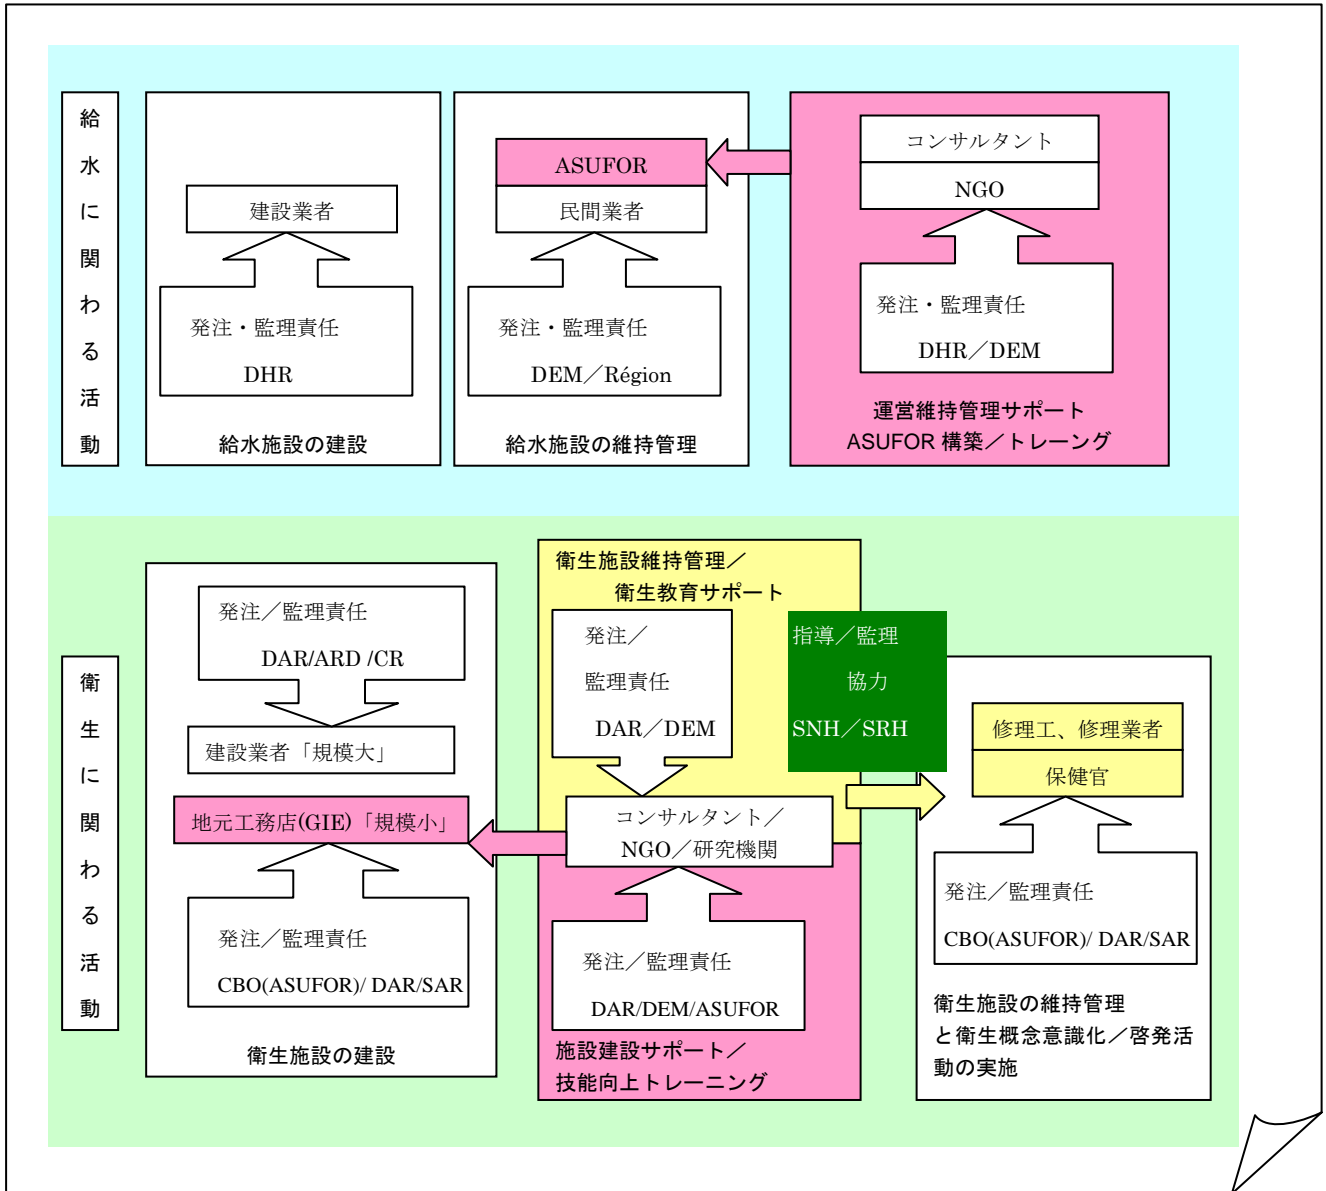 給水に関わる活動
建設業者
発注・監理責任
DHR
給水施設の建設
ASUFOR
民間業者
発注・監理責任
DEM／Région
給水施設の維持管理
コンサルタント
NGO
発注・監理責任
DHR／DEM
運営維持管理サポート
ASUFOR 構築／トレーング
衛生に関わる活動
発注／監理責任
DAR/ARD /CR
建設業者「規模大」
地元工務店(GIE)「規模小」
発注／監理責任
CBO(ASUFOR)/ DAR/SAR
衛生施設の建設
衛生施設維持管理／
衛生教育サポート
発注／
監理責任
DAR／DEM
コンサルタント／
NGO／研究機関
発注／監理責任
DAR/DEM/ASUFOR
施設建設サポート／
技能向上トレーニング
指導／監理
協力
SNH／SRH
修理工、修理業者
保健官
発注／監理責任
CBO(ASUFOR)/ DAR/SAR
衛生施設の維持管理
と衛生概念意識化／啓発活
動の実施